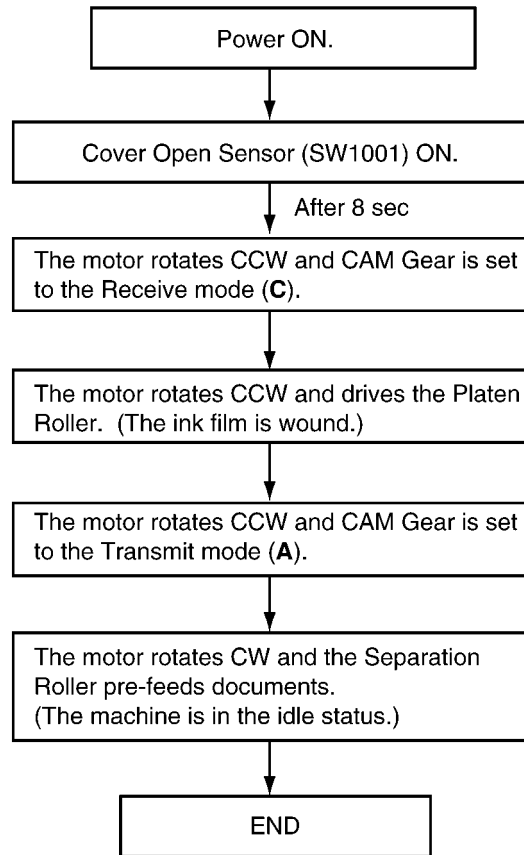 Power ON.
Cover Open Sensor (SW1001) ON.
After 8 sec
The motor rotates CCW and CAM Gear is set
to the Receive mode (C).
The motor rotates CCW and drives the Platen
Roller.  (The ink film is wound.)
The motor rotates CCW and CAM Gear is set
to the Transmit mode (A).
The motor rotates CW and the Separation
Roller pre-feeds documents.
(The machine is in the idle status.)
END